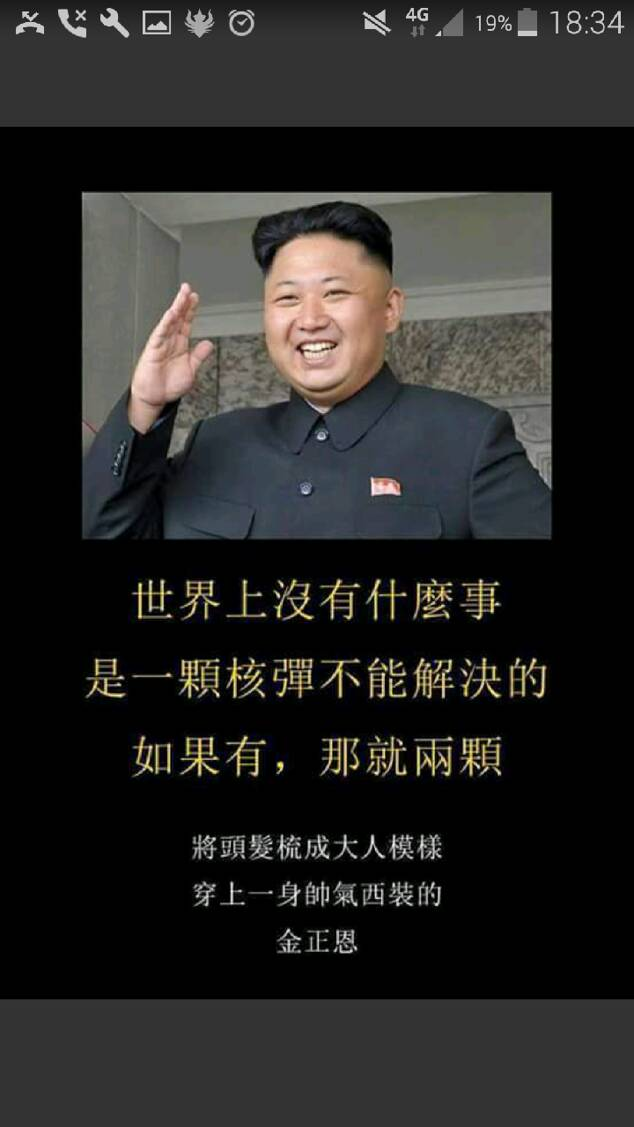 4G 19% 18:34
世界上沒有什麼事
是一顆核彈不能解決的
如果有，那就兩顆
將頭髮梳成大人模樣
穿上一身帥氣西裝的
金正恩